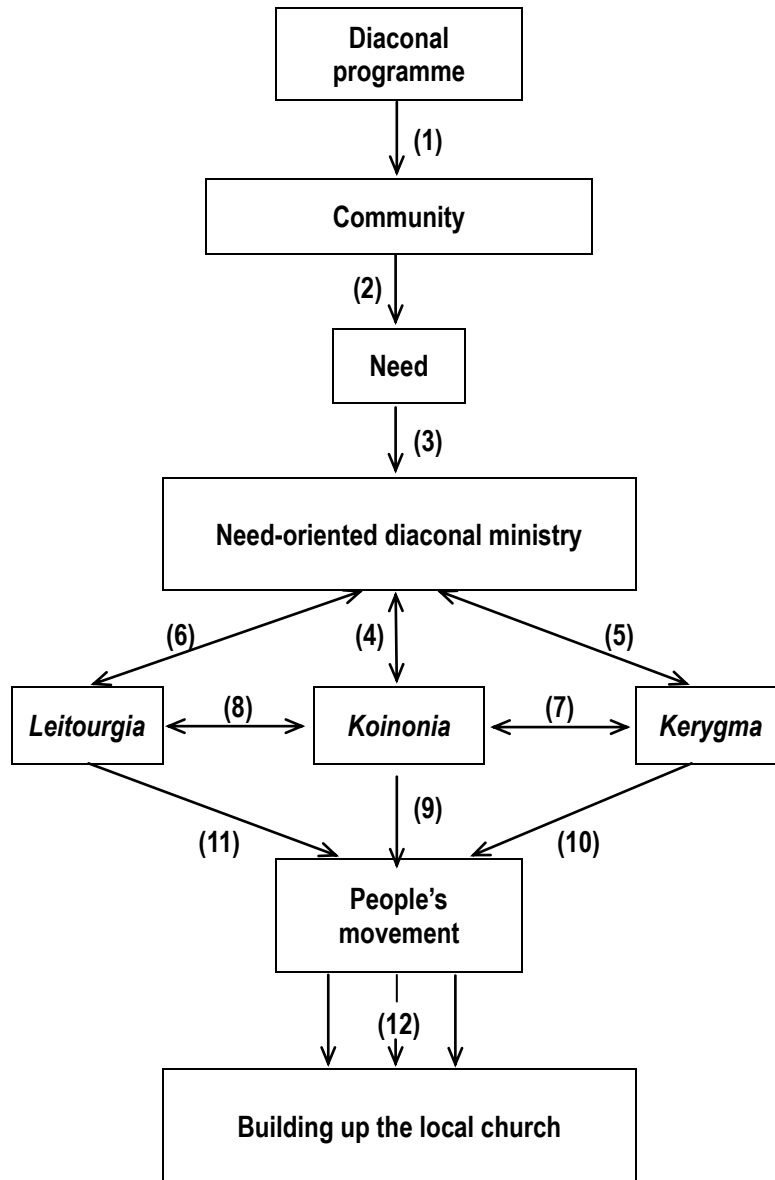 Diaconal
programme
(1)
Community
(2)
Need
(3)
Need-oriented diaconal ministry
(6)
(4)
(5)
Leitourgia
(8)
Koinonia
(7)
Kerygma
(9)
(11)
(10)
People’s
movement
(12)
Building up the local church